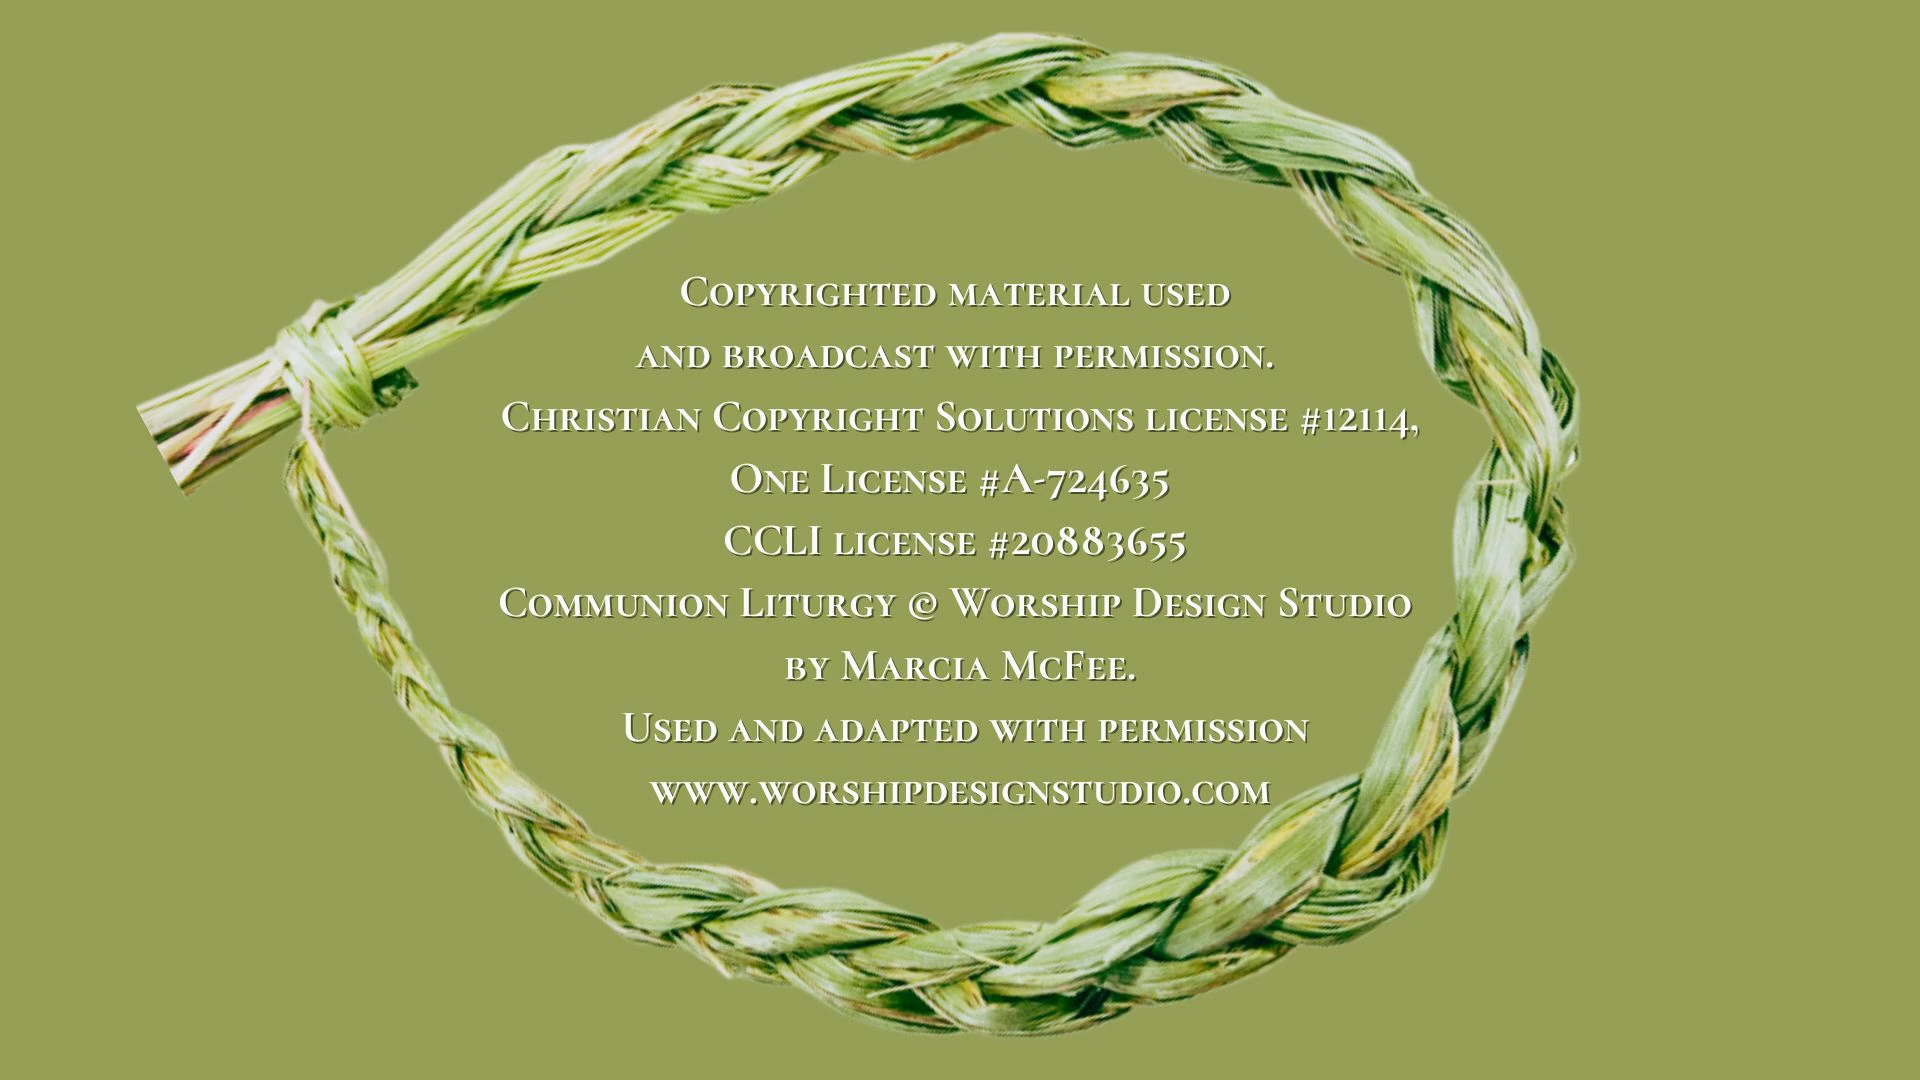 Copyrighted material used
and broadcast with permission.
Christian Copyright Solutions license #12114,
One License #A-724635
CCLI license #20883655
Communion Liturgy © Worship Design Studio
by Marcia McFee.
Used and adapted with permission
www.worshipdesignstudio.com